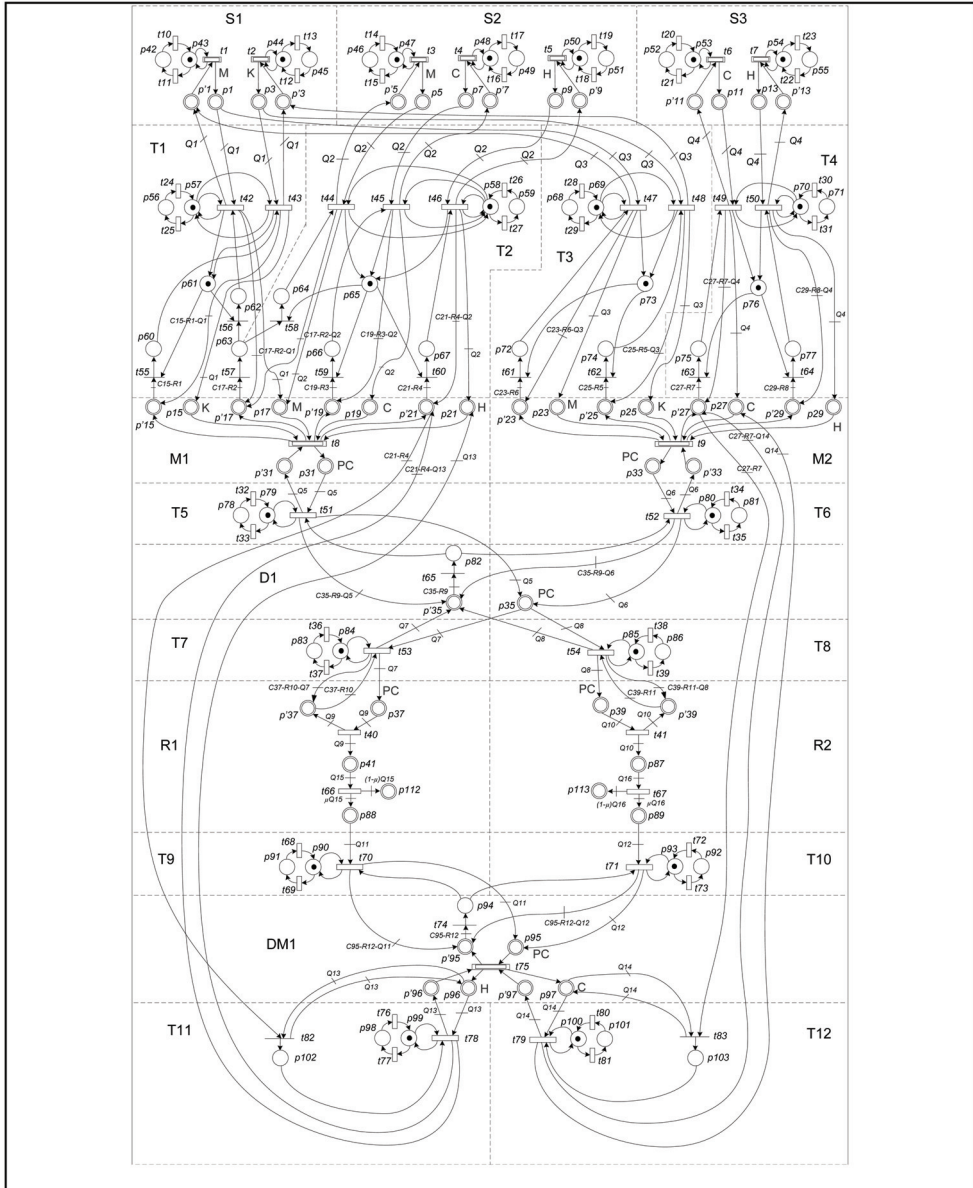 S1 S2 S3
t10 t13 t14 t17 t19 t20 t23
p42 p43 t1 t2 p44 p46 p47 t3 t4 p48 t5 p50 p52 p53 t6 t7 p54
M K M C H C H
t11 t12 p45 t15 t16 p49 t18 p51 t21 t22 p55
p'1 p1 p3 p'3 p'5 p5 p7 p'7 p9 p'9 p'11 p11 p13 p'13
Q1 Q1 Q1 Q1 Q2 Q2 Q2 Q2 Q2 Q2 Q3 Q3 Q3 Q3 Q4 Q4 Q4 Q4
T1 T4
t24 p57 t26 p58 t28 p69 p70 t30
p56 t42 t43 t44 t45 t46 p59 p68 t47 t48 t49 t50 p71
t25 t27 t29 t31
T2 T3
p61 p65 p73 p76
p62 p64
C15-R1-Q1 C17-R2-Q2 C19-R3-Q2 C21-R4-Q2 C23-R6-Q3 Q3 Q3 C27-R7-Q4 C29-R8-Q4 Q4
t56 t58
p60 p63 C17-R2-Q1 p66 p67 Q2 p72 p74 C25-R5-Q3 p75 Q4 p77
t55 t57 t59 t60 t61 t62 t63 t64
C15-R1 Q1 C17-R2 Q1 Q2 C19-R3 Q2 C21-R4 C23-R6 C25-R5 C27-R7 C29-R8
K M C H M K C H
p'15 p15 p'17 p17 p'19 p19 p'21 p21 p'23 p23 p'25 p25 p'27 p27 p'29 p29
M1 t8 t9 M2
C21-R4 C21-R4-Q13 Q13 C27-R7-Q14 Q14 C27-R7
p'31 p31 PC PC p33 p'33
Q5 Q5 Q6 Q6
T5 T6
t32 p79 t34 p80
p78 t51 t52 p81
t33 t35
D1
p82
t65
C35-R9-Q5 C35-R9 Q5 C35-R9-Q6 Q6
p'35 p35 PC
T7 T8
t36 p84 Q7 Q7 Q8 Q8 t38 p85
p83 t53 t54 p86
t37 Q7 Q8 t39
C37-R10-Q7 C37-R10 PC PC C39-R11 C39-R11-Q8
p'37 p37 p39 p'39
Q9 Q9 Q10 Q10
R1 t40 t41 R2
Q9 Q10
p41 p87
Q15 (1-μ)Q15 Q16
t66 p112 p113 t67
μQ15 (1-μ)Q16 μQ16
p88 p89
T9 T10
t68 p90 Q11 Q12 p93 t72
p91 t70 t71 p92
t69 t73
p94 Q11
t74
C95-R12-Q11 C95-R12 C95-R12-Q12 Q12
DM1 p'95 p95 PC
t75
Q13 Q13 H C Q14 Q14
p'96 p96 p'97 p97
Q13 Q13 Q14 Q14
T11 T12
t76 p99 p100 t80
t82 p98 t78 t79 p101 t83
p102 t77 t81 p103